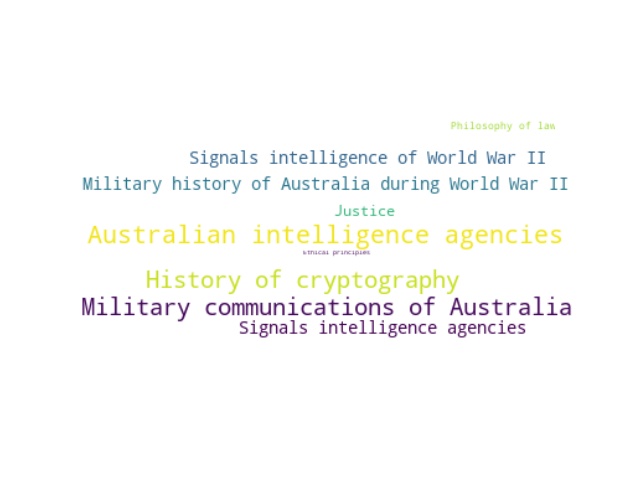 Philosophy of law
Signals intelligence of World War II
Military history of Australia during World War II
Justice
Australian intelligence agencies
Ethical principles
History of cryptography
Military communications of Australia
Signals intelligence agencies